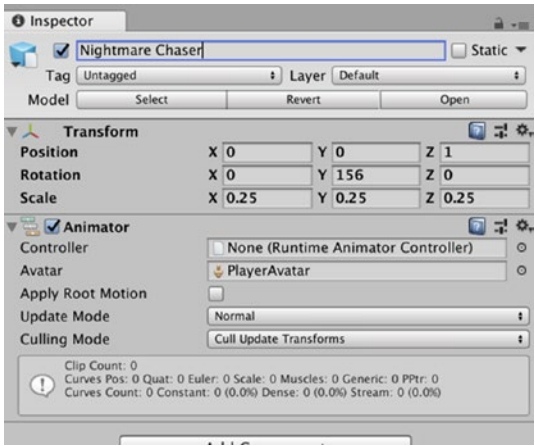 Inspector
Nightmare Chaser Static
Tag Untagged Layer Default
Model Select Revert Open
Transform
Position X 0 Y 0 Z 1
Rotation X 0 Y 156 Z 0
Scale X 0.25 Y 0.25 Z 0.25
Animator
Controller None (Runtime Animator Controller)
Avatar PlayerAvatar
Apply Root Motion
Update Mode Normal
Culling Mode Cull Update Transforms
Clip Count: 0
Curves Pos: 0 Quat: 0 Euler: 0 Scale: 0 Muscles: 0 Generic: 0 PPtr: 0
Curves Count: 0 Constant: 0 (0.0%) Dense: 0 (0.0%) Stream: 0 (0.0%)